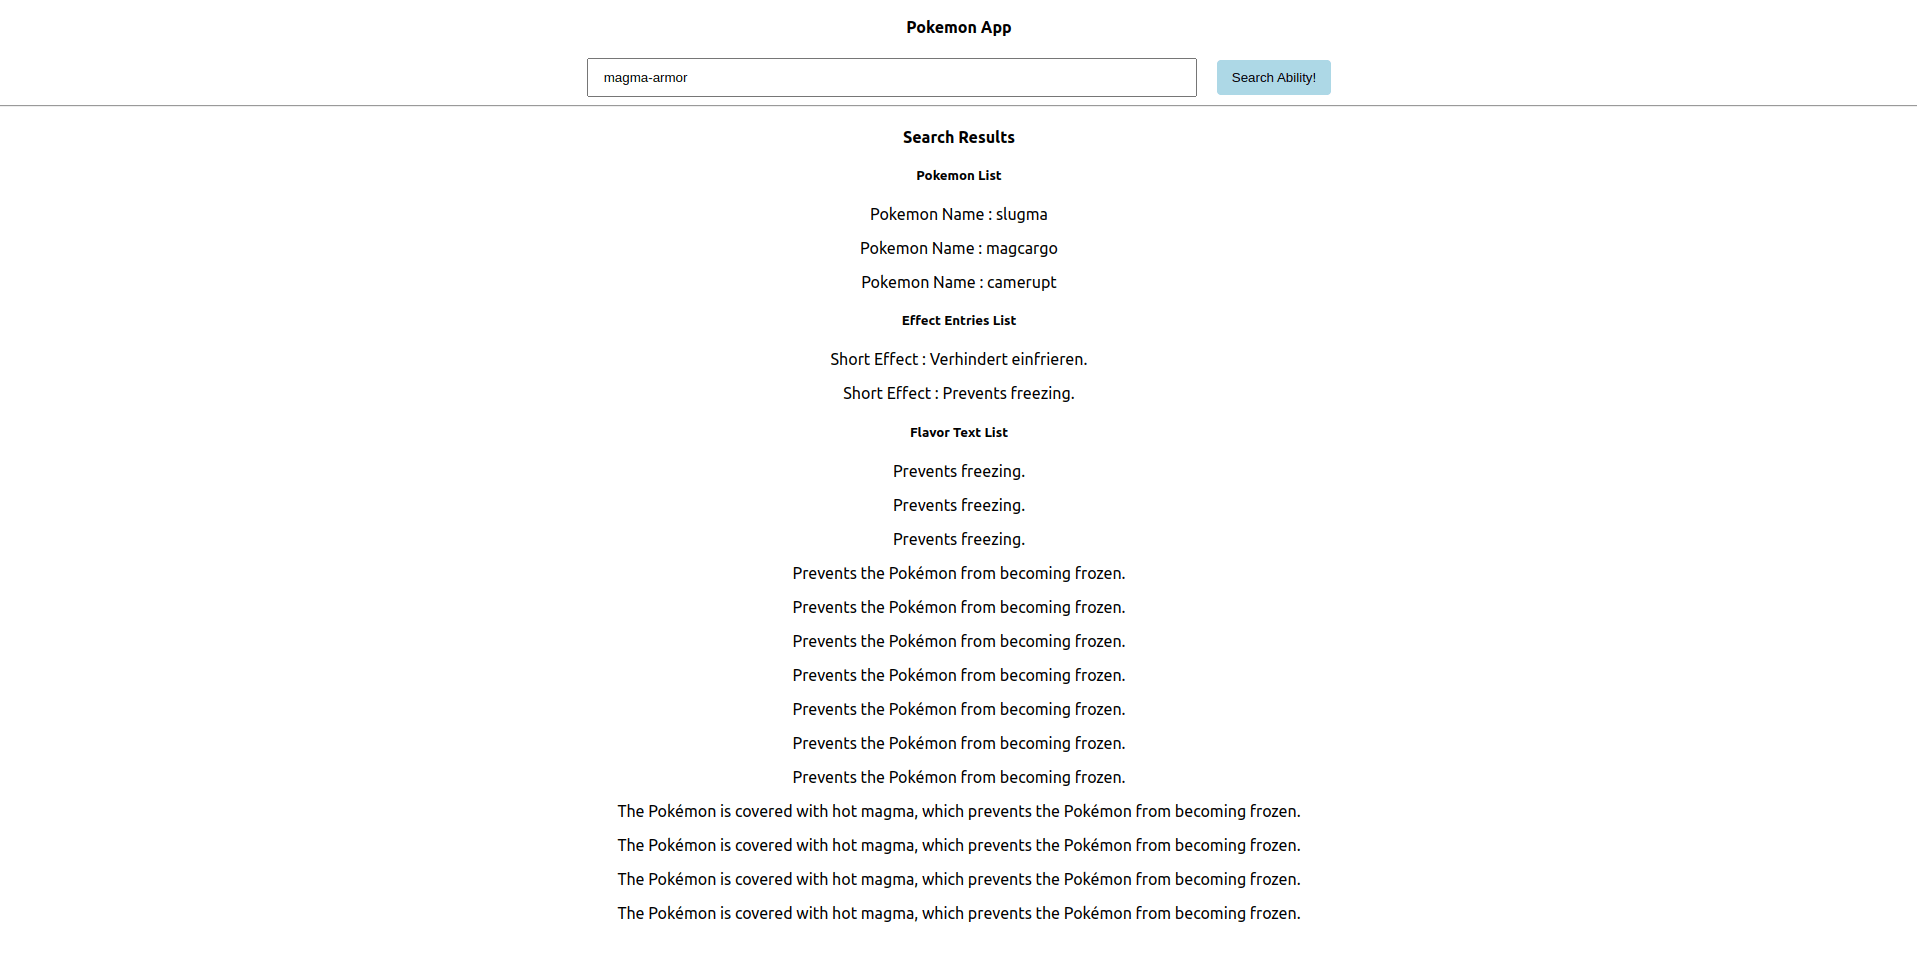 Pokemon App
magma-armor
Search Ability!
Search Results
Pokemon List
Pokemon Name : slugma
Pokemon Name : magcargo
Pokemon Name : camerupt
Effect Entries List
Short Effect : Verhindert einfrieren.
Short Effect : Prevents freezing.
Flavor Text List
Prevents freezing.
Prevents freezing.
Prevents freezing.
Prevents the Pokémon from becoming frozen.
Prevents the Pokémon from becoming frozen.
Prevents the Pokémon from becoming frozen.
Prevents the Pokémon from becoming frozen.
Prevents the Pokémon from becoming frozen.
Prevents the Pokémon from becoming frozen.
Prevents the Pokémon from becoming frozen.
The Pokémon is covered with hot magma, which prevents the Pokémon from becoming frozen.
The Pokémon is covered with hot magma, which prevents the Pokémon from becoming frozen.
The Pokémon is covered with hot magma, which prevents the Pokémon from becoming frozen.
The Pokémon is covered with hot magma, which prevents the Pokémon from becoming frozen.